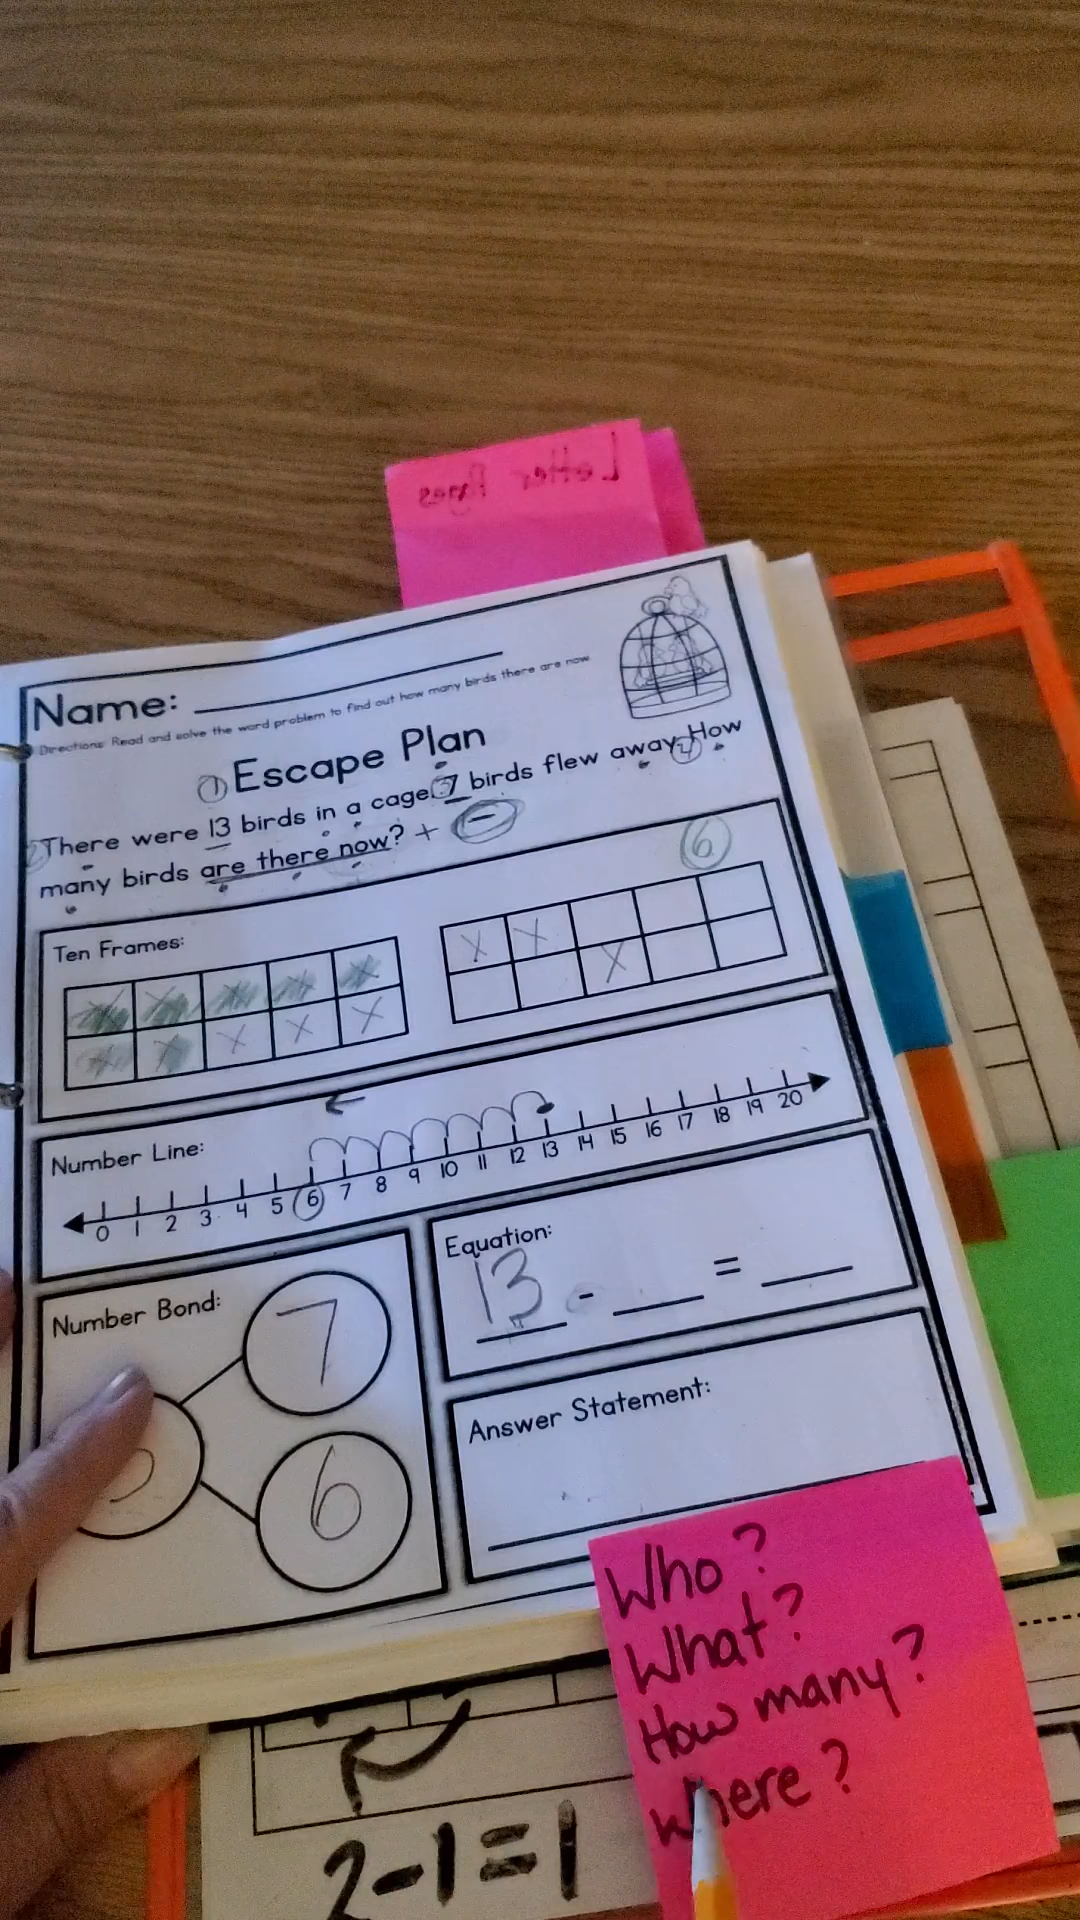 Letter Pages
Name:
Directions: Read and solve the word problem to find out how many birds there are now.
1 Escape Plan
There were 13 birds in a cage. 7 birds flew away. How
many birds are there now? + -
6
Ten Frames:
X X X X X
X X X X X
X X
X
Number Line:
0 1 2 3 4 5 6 7 8 9 10 11 12 13 14 15 16 17 18 19 20
Number Bond:
7
6
Equation:
13 - ___ = ___
Answer Statement:
Who?
What?
How many?
Where?
2-1=1